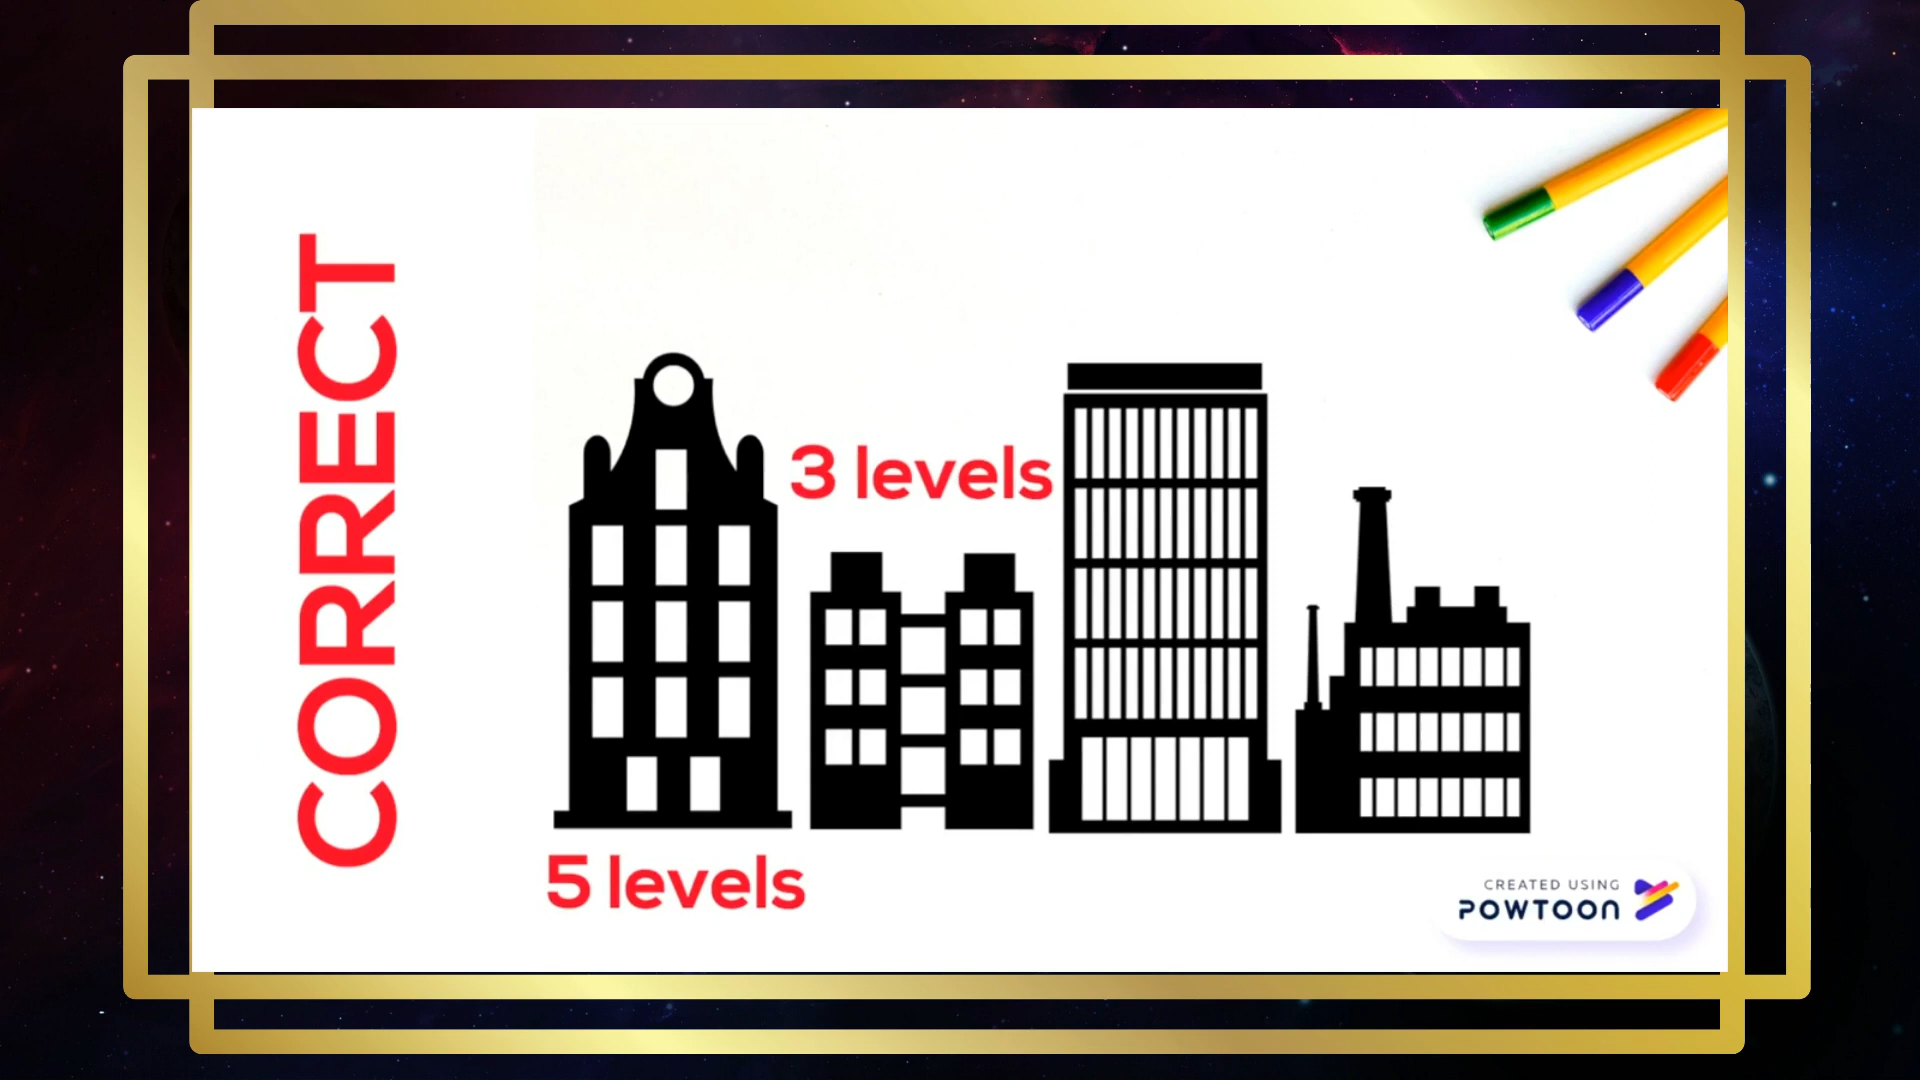 CORRECT
3 levels
5 levels
CREATED USING
POWTOON